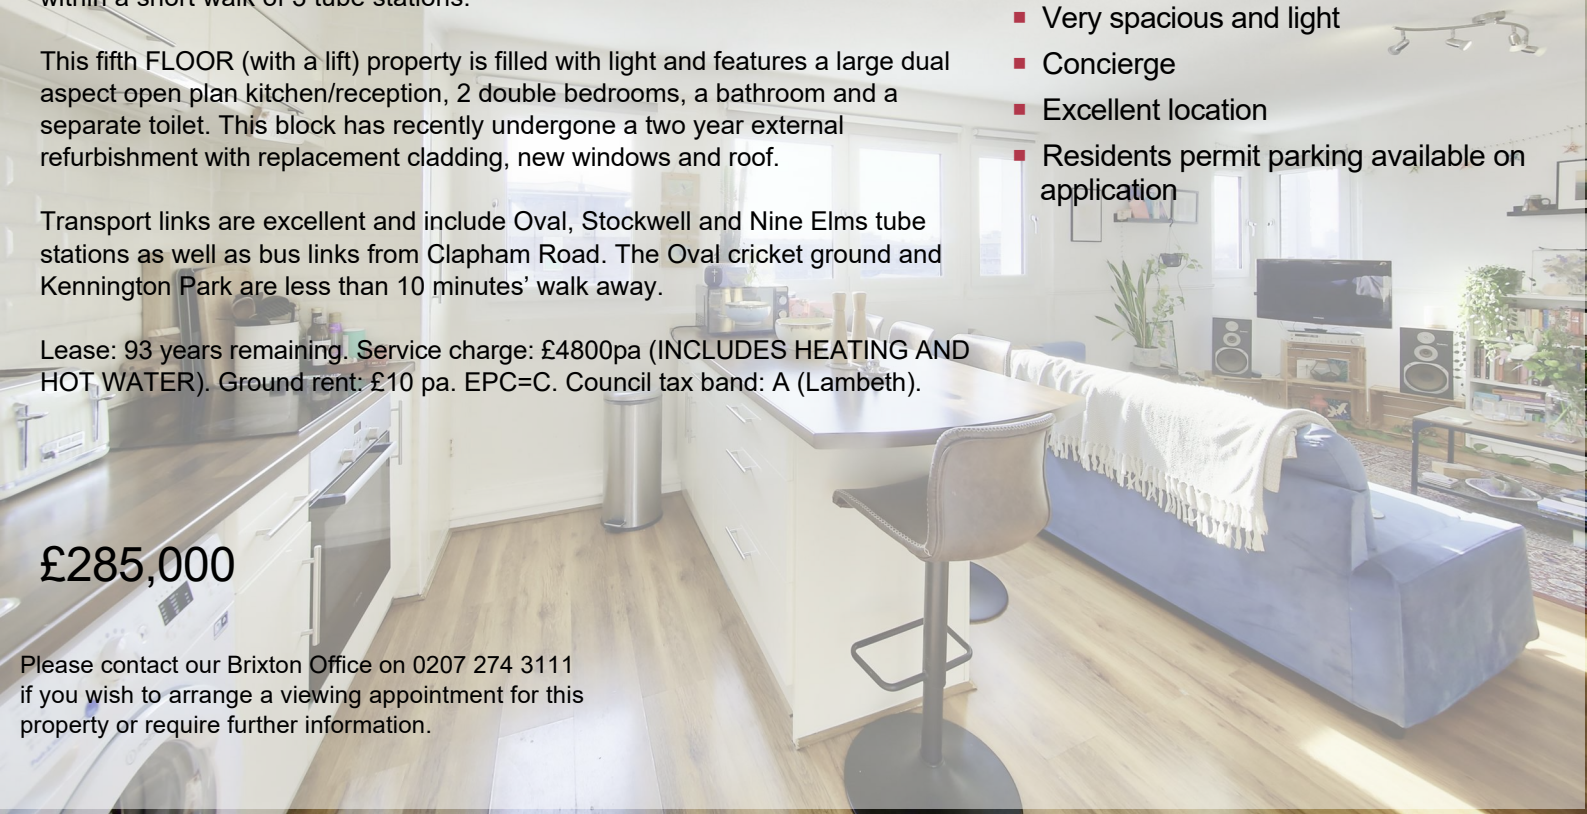 within a short walk of 3 tube stations.
This fifth FLOOR (with a lift) property is filled with light and features a large dual
aspect open plan kitchen/reception, 2 double bedrooms, a bathroom and a
separate toilet. This block has recently undergone a two year external
refurbishment with replacement cladding, new windows and roof.
Transport links are excellent and include Oval, Stockwell and Nine Elms tube
stations as well as bus links from Clapham Road. The Oval cricket ground and
Kennington Park are less than 10 minutes’ walk away.
Lease: 93 years remaining. Service charge: £4800pa (INCLUDES HEATING AND
HOT WATER). Ground rent: £10 pa. EPC=C. Council tax band: A (Lambeth).
£285,000
Please contact our Brixton Office on 0207 274 3111
if you wish to arrange a viewing appointment for this
property or require further information.
Very spacious and light
Concierge
Excellent location
Residents permit parking available on
application